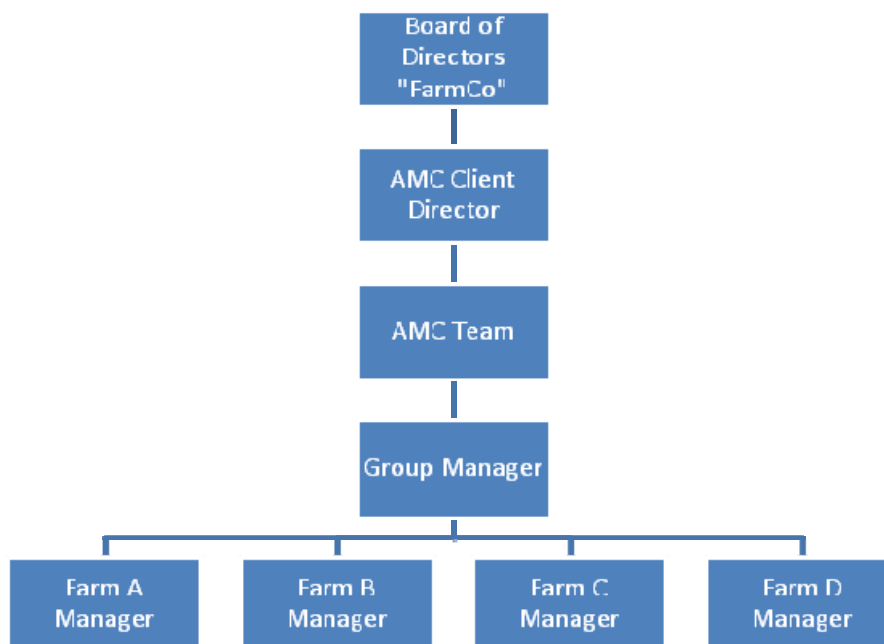 Board of
Directors
"FarmCo"
AMC Client
Director
AMC Team
Group Manager
Farm A
Manager
Farm B
Manager
Farm C
Manager
Farm D
Manager